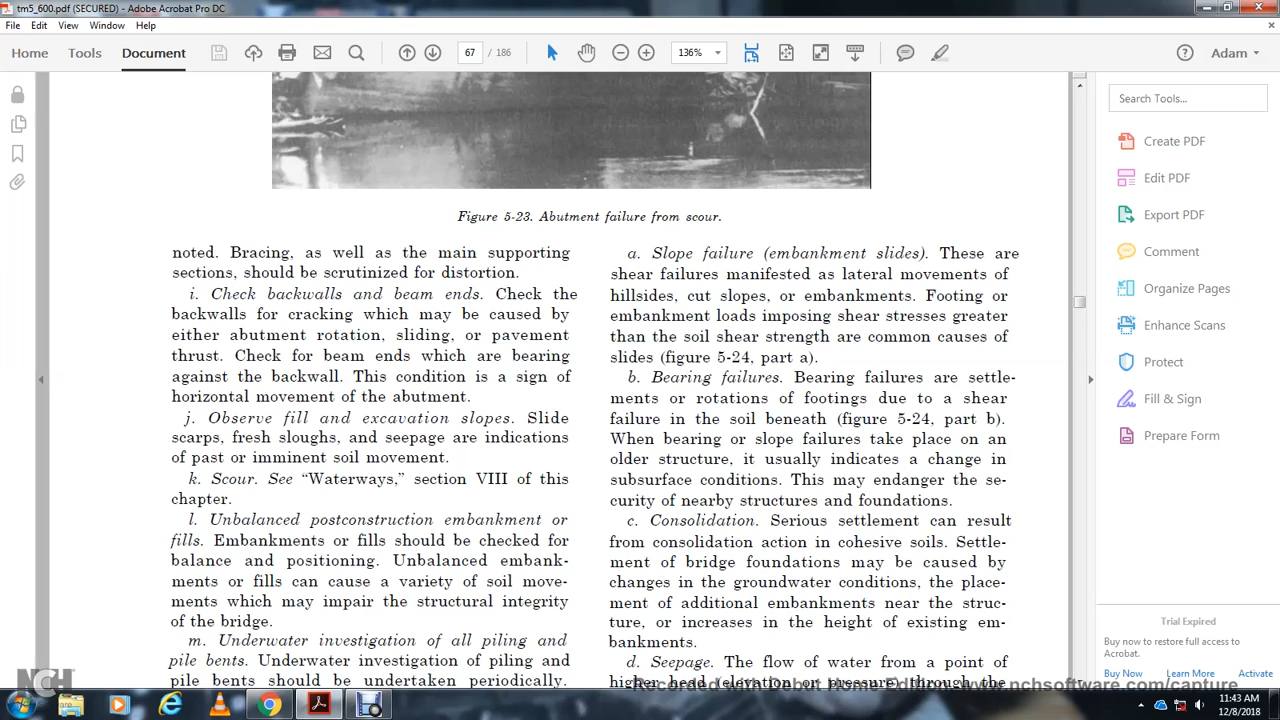 tm5_600.pdf (SECURED) - Adobe Acrobat Pro DC
File Edit View Window Help
Home Tools Document 67 / 186 136% Adam
Figure 5-23. Abutment failure from scour.
noted. Bracing, as well as the main supporting
sections, should be scrutinized for distortion.
i. Check backwalls and beam ends. Check the
backwalls for cracking which may be caused by
either abutment rotation, sliding, or pavement
thrust. Check for beam ends which are bearing
against the backwall. This condition is a sign of
horizontal movement of the abutment.
j. Observe fill and excavation slopes. Slide
scarps, fresh sloughs, and seepage are indications
of past or imminent soil movement.
k. Scour. See “Waterways,” section VIII of this
chapter.
l. Unbalanced postconstruction embankment or
fills. Embankments or fills should be checked for
balance and positioning. Unbalanced embank-
ments or fills can cause a variety of soil move-
ments which may impair the structural integrity
of the bridge.
m. Underwater investigation of all piling and
pile bents. Underwater investigation of piling and
pile bents should be undertaken periodically.
a. Slope failure (embankment slides). These are
shear failures manifested as lateral movements of
hillsides, cut slopes, or embankments. Footing or
embankment loads imposing shear stresses greater
than the soil shear strength are common causes of
slides (figure 5-24, part a).
b. Bearing failures. Bearing failures are settle-
ments or rotations of footings due to a shear
failure in the soil beneath (figure 5-24, part b).
When bearing or slope failures take place on an
older structure, it usually indicates a change in
subsurface conditions. This may endanger the se-
curity of nearby structures and foundations.
c. Consolidation. Serious settlement can result
from consolidation action in cohesive soils. Settle-
ment of bridge foundations may be caused by
changes in the groundwater conditions, the place-
ment of additional embankments near the struc-
ture, or increases in the height of existing em-
bankments.
d. Seepage. The flow of water from a point of
higher head (elevation or pressure) through the
Search Tools...
Create PDF
Edit PDF
Export PDF
Comment
Organize Pages
Enhance Scans
Protect
Fill & Sign
Prepare Form
Trial Expired
Buy now to restore full access to
Acrobat.
Buy Now Learn More Activate
NCH
Recorded with Debut Home Edition www.nchsoftware.com/capture
11:43 AM
12/8/2018